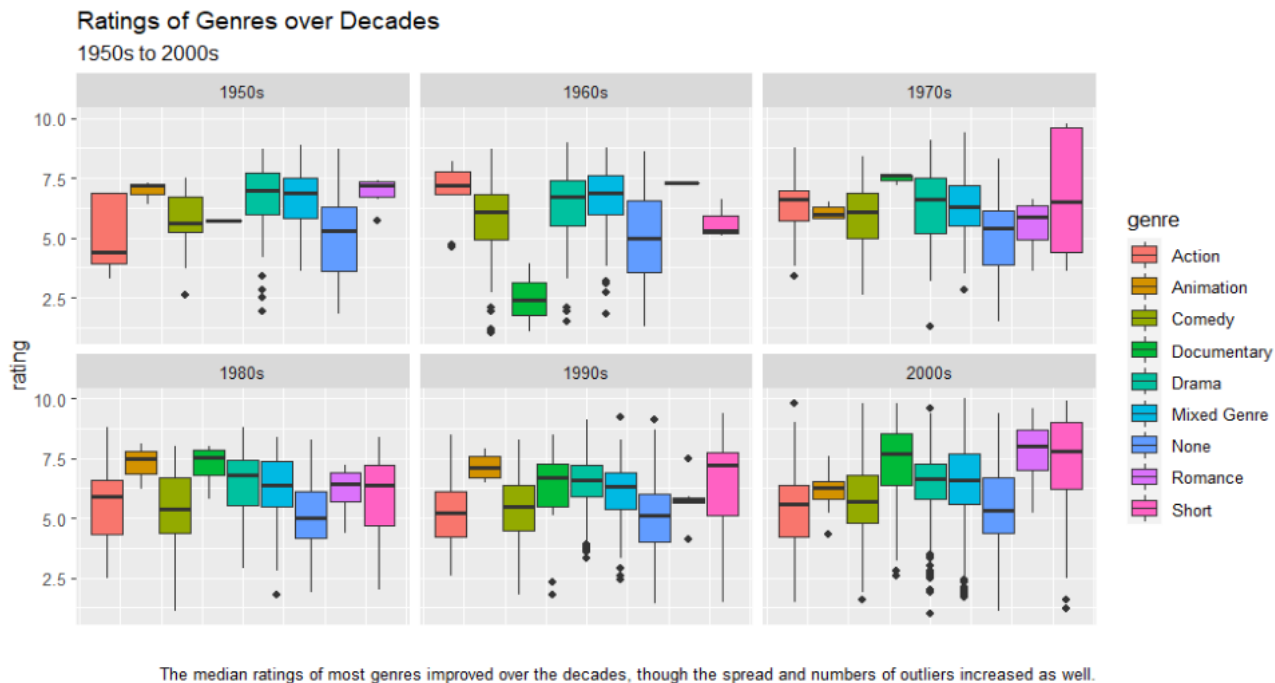 Ratings of Genres over Decades
1950s to 2000s
1950s
1960s
1970s
10.0
7.5
5.0
2.5
1980s
1990s
2000s
10.0
7.5
5.0
2.5
rating
genre
Action
Animation
Comedy
Documentary
Drama
Mixed Genre
None
Romance
Short
The median ratings of most genres improved over the decades, though the spread and numbers of outliers increased as well.